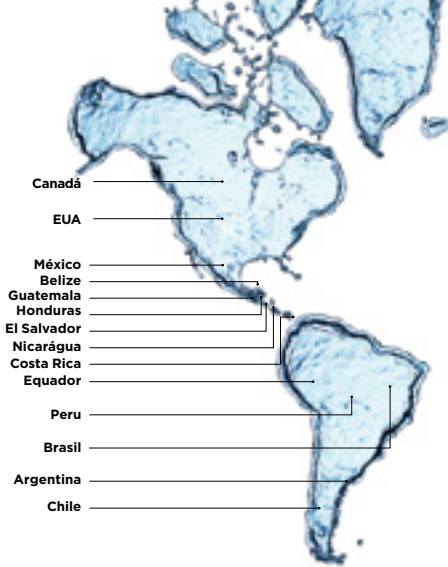 Canadá
EUA
México
Belize
Guatemala
Honduras
El Salvador
Nicarágua
Costa Rica
Equador
Peru
Brasil
Argentina
Chile